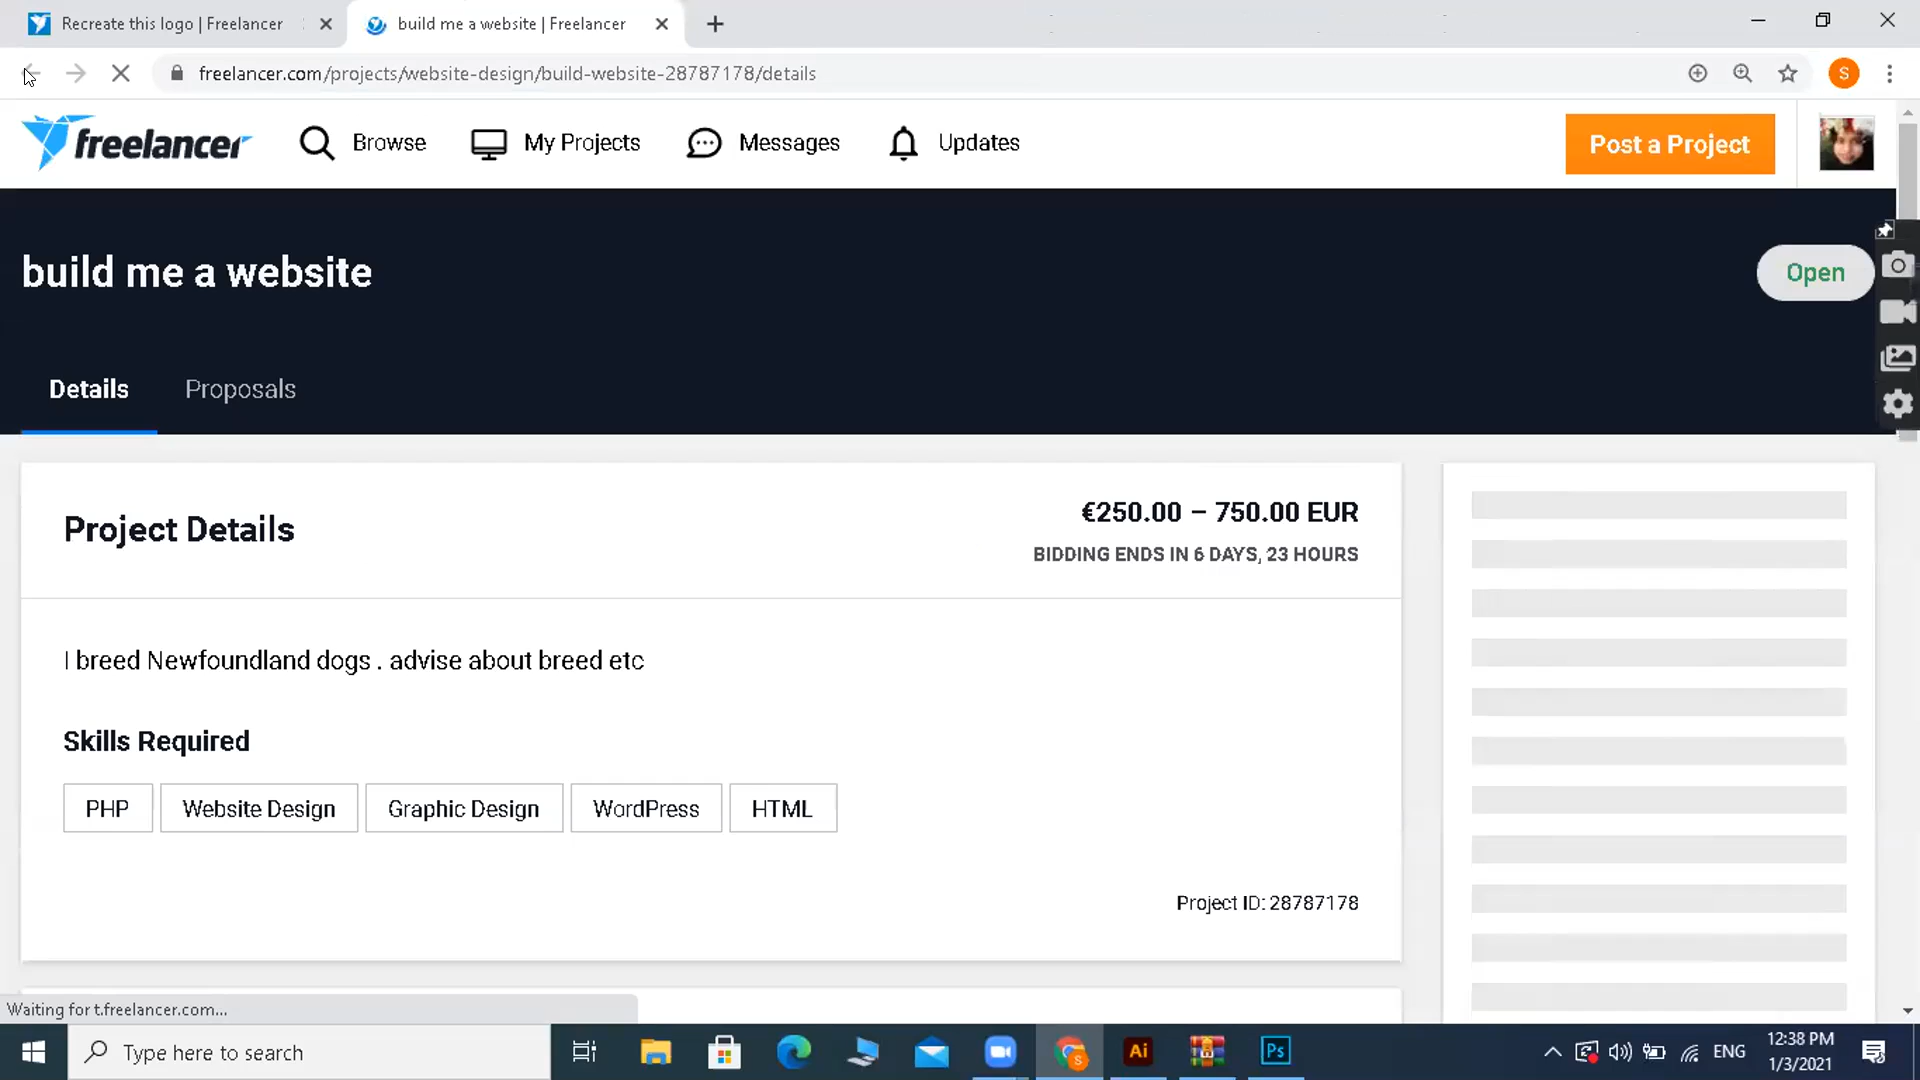 Recreate this logo | Freelancer
build me a website | Freelancer
freelancer.com/projects/website-design/build-website-28787178/details
S
freelancer
Browse
My Projects
Messages
Updates
Post a Project
build me a website
Open
Details
Proposals
Project Details
€250.00 – 750.00 EUR
BIDDING ENDS IN 6 DAYS, 23 HOURS
I breed Newfoundland dogs . advise about breed etc
Skills Required
PHP
Website Design
Graphic Design
WordPress
HTML
Project ID: 28787178
Waiting for t.freelancer.com...
Type here to search
S
Ai
Ps
ENG
12:38 PM
1/3/2021